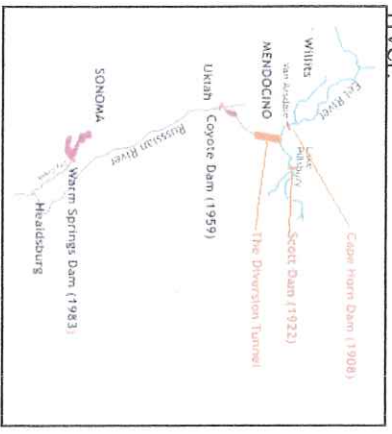 Cape Horn Dam (1908)
Eel River
Scott Dam (1922)
Lake
Pillsbury
Willits
Van Arsdale
The Diversion Tunnel
MENDOCINO
Ukiah
Coyote Dam (1959)
Russian River
SONOMA
Warm Springs Dam (1983)
Healdsburg